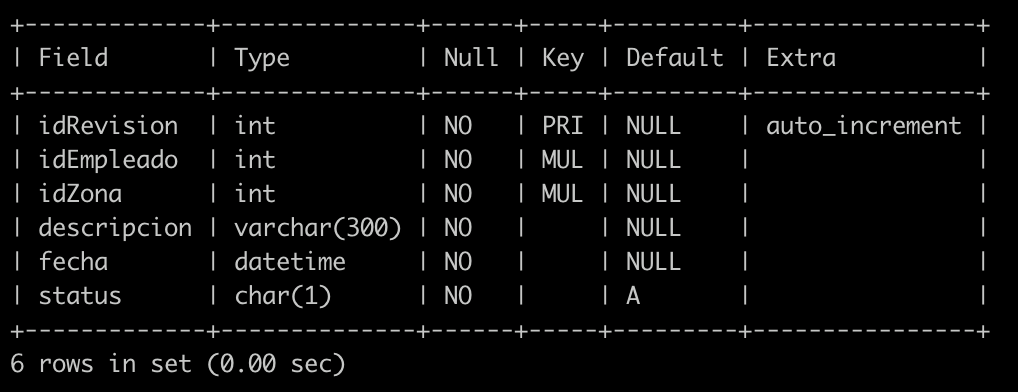 +-------------+--------------+------+-----+---------+----------------+
| Field       | Type         | Null | Key | Default | Extra          |
+-------------+--------------+------+-----+---------+----------------+
| idRevision  | int          | NO   | PRI | NULL    | auto_increment |
| idEmpleado  | int          | NO   | MUL | NULL    |                |
| idZona      | int          | NO   | MUL | NULL    |                |
| descripcion | varchar(300) | NO   |     | NULL    |                |
| fecha       | datetime     | NO   |     | NULL    |                |
| status      | char(1)      | NO   |     | A       |                |
+-------------+--------------+------+-----+---------+----------------+
6 rows in set (0.00 sec)